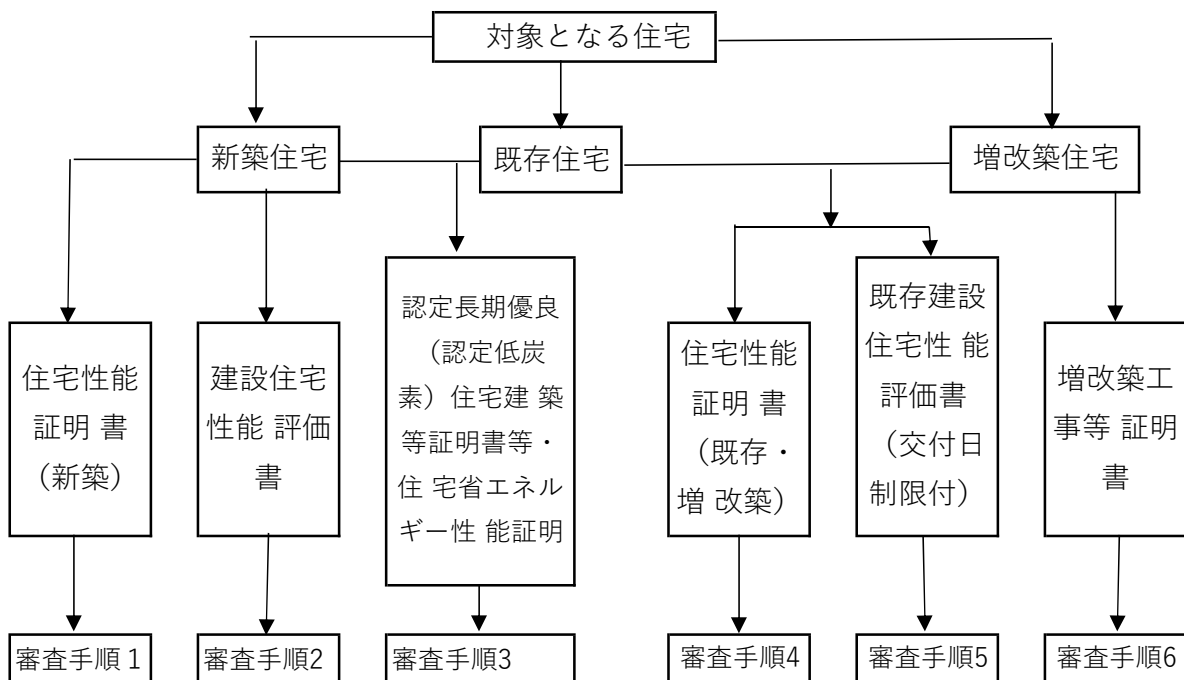 対象となる住宅
新築住宅
既存住宅
増改築住宅
住宅性能
証明 書
（新築）
建設住宅
性能 評価
書
認定長期優良
（認定低炭
素）住宅建 築
等証明書等・
住 宅省エネル
ギー性 能証明
住宅性能
証明 書
（既存・
増 改築）
既存建設
住宅性 能
評価書
（交付日
制限付）
増改築工
事等 証明
書
審査手順１
審査手順2
審査手順3
審査手順4
審査手順5
審査手順6